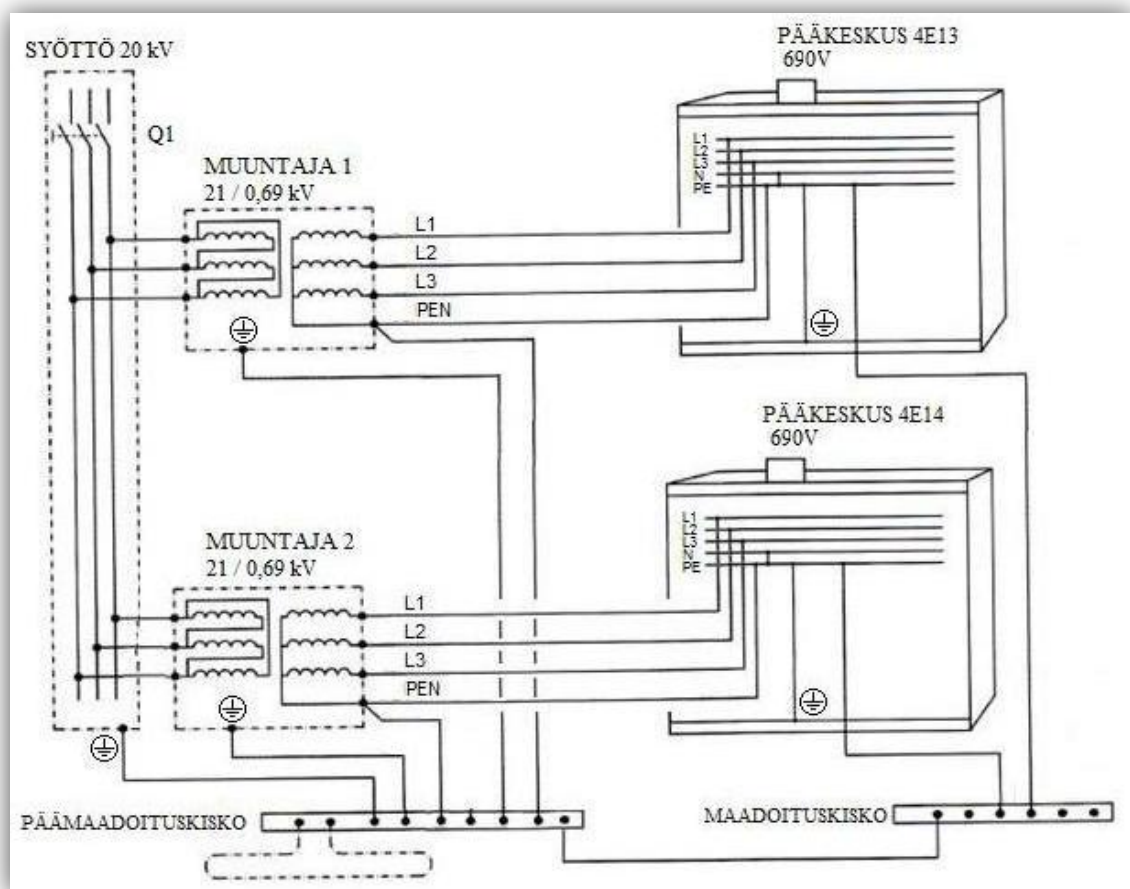 SYÖTTÖ 20 kV
Q1
MUUNTAJA 1
21 / 0,69 kV
L1
L2
L3
PEN
PÄÄKESKUS 4E13
690V
L1
L2
L3
N
PE
MUUNTAJA 2
21 / 0,69 kV
L1
L2
L3
PEN
PÄÄKESKUS 4E14
690V
L1
L2
L3
N
PE
PÄÄMAADOITUSKISKO
MAADOITUSKISKO